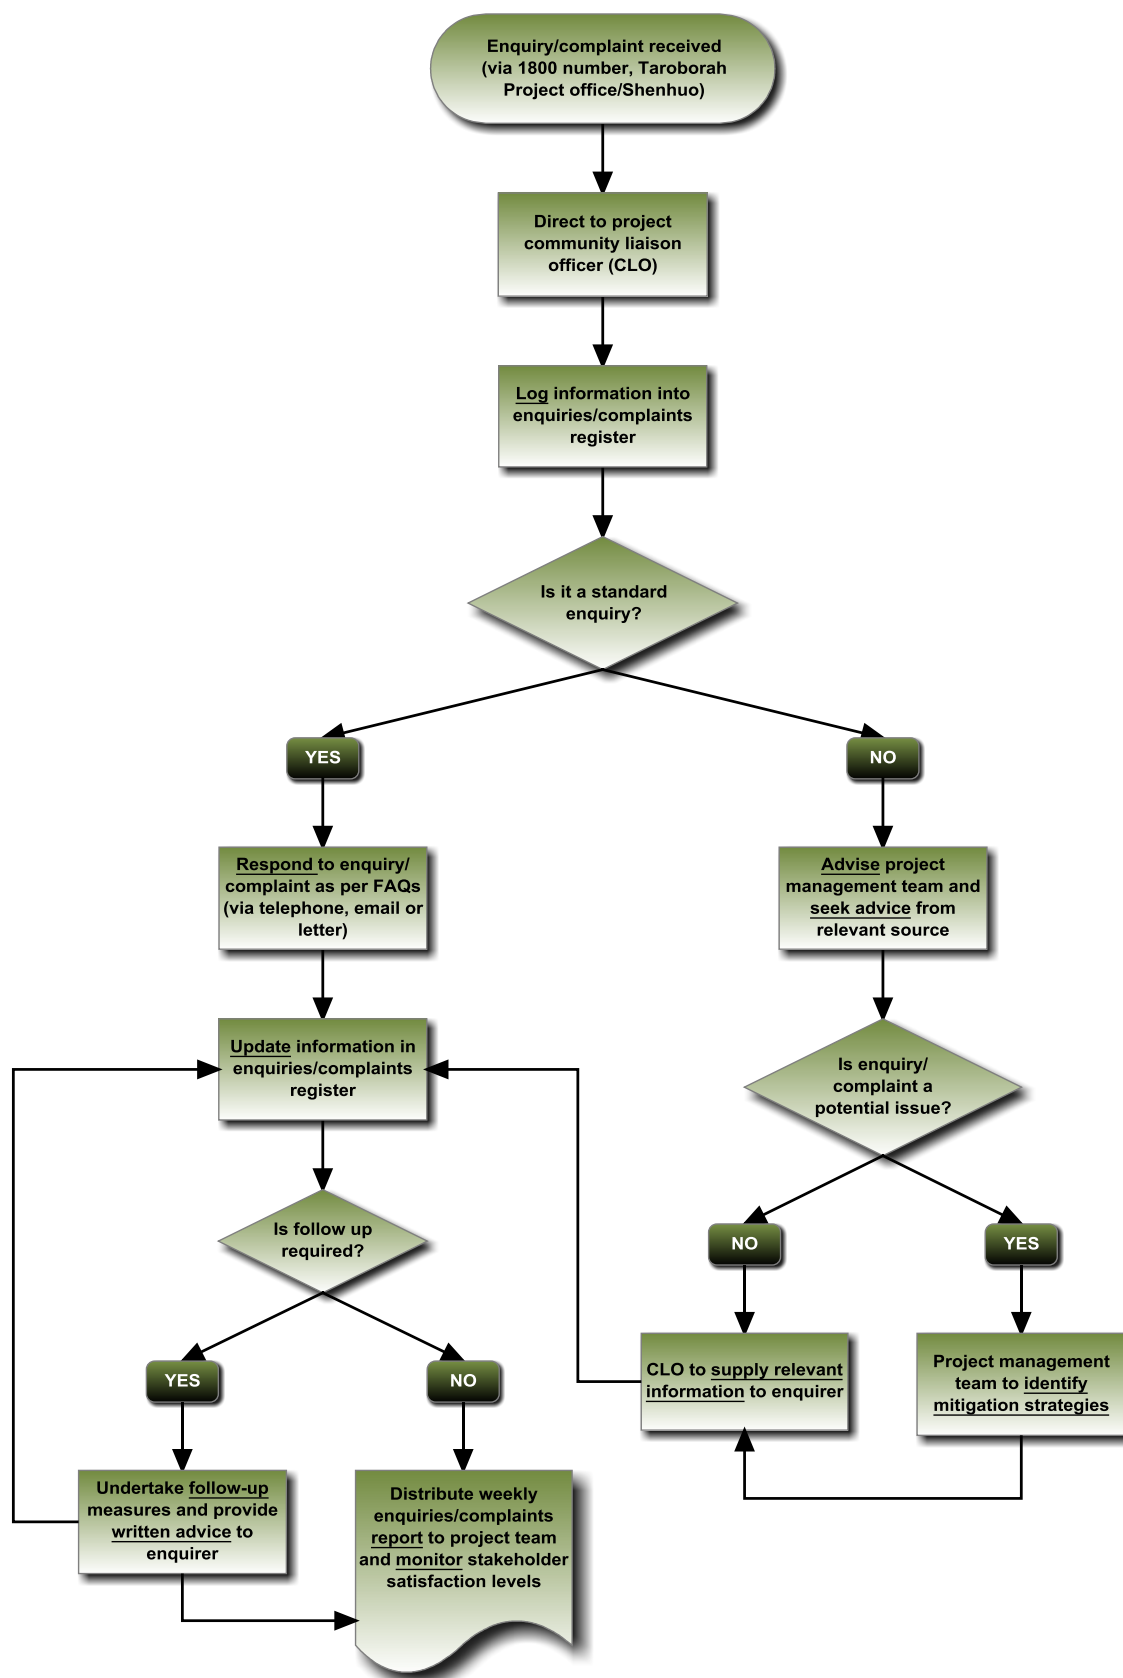 Enquiry/complaint received
(via 1800 number, Taroborah
Project office/Shenhuo)
Direct to project
community liaison
officer (CLO)
Log information into
enquiries/complaints
register
Is it a standard
enquiry?
YES
NO
Respond to enquiry/
complaint as per FAQs
(via telephone, email or
letter)
Advise project
management team and
seek advice from
relevant source
Update information in
enquiries/complaints
register
Is enquiry/
complaint a
potential issue?
Is follow up
required?
NO
YES
YES
NO
CLO to supply relevant
information to enquirer
Project management
team to identify
mitigation strategies
Undertake follow-up
measures and provide
written advice to
enquirer
Distribute weekly
enquiries/complaints
report to project team
and monitor stakeholder
satisfaction levels